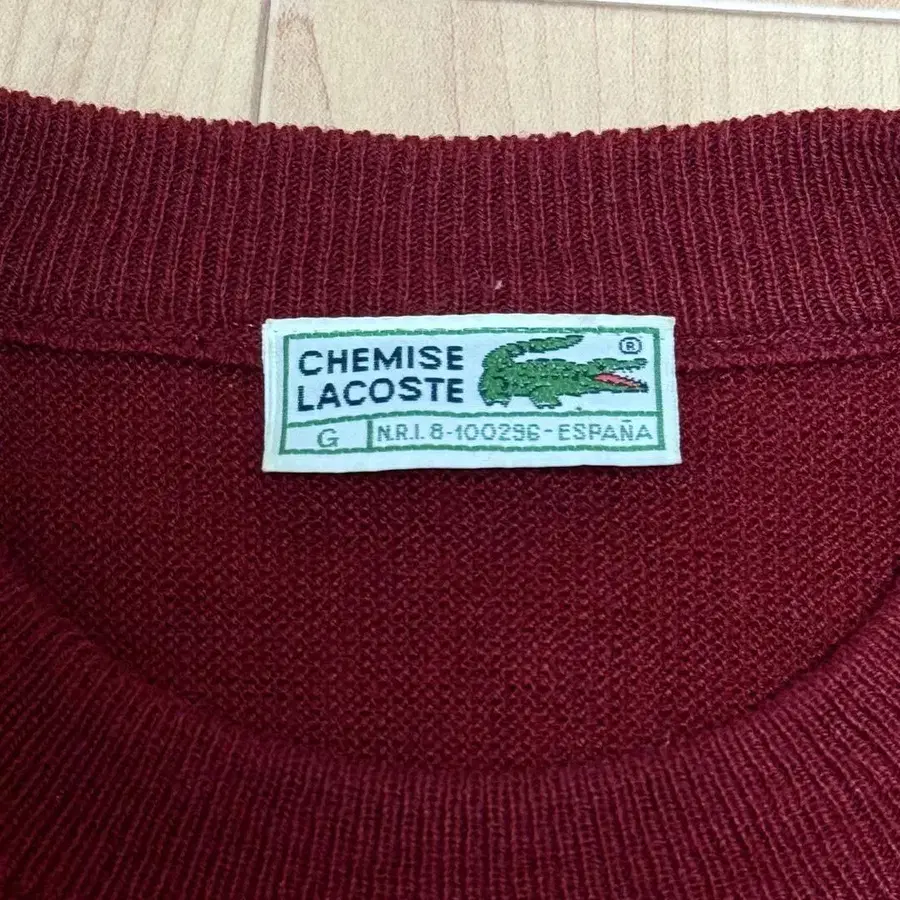 CHEMISE
LACOSTE
®
G N.R.I. 8-100296-ESPAÑA